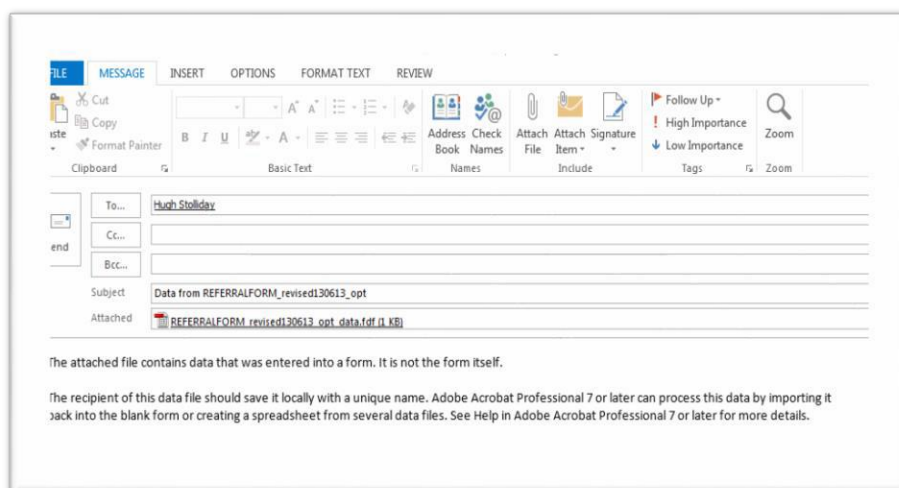 FILE MESSAGE INSERT OPTIONS FORMAT TEXT REVIEW
Cut
Copy
Format Painter
Paste
B I U A
Address Book
Check Names
Attach File
Attach Item
Signature
Follow Up
High Importance
Low Importance
Zoom
Clipboard Basic Text Names Include Tags Zoom
Send
To... Hugh Stolliday
Cc...
Bcc...
Subject Data from REFERRALFORM_revised130613_opt
Attached REFERRALFORM_revised130613_opt_data.fdf (1 KB)
The attached file contains data that was entered into a form. It is not the form itself.
The recipient of this data file should save it locally with a unique name. Adobe Acrobat Professional 7 or later can process this data by importing it
back into the blank form or creating a spreadsheet from several data files. See Help in Adobe Acrobat Professional 7 or later for more details.